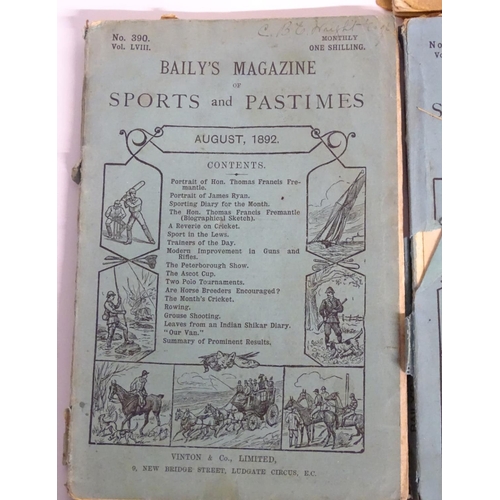 No. 390.
Vol. LVIII.
MONTHLY
ONE SHILLING.
BAILY'S MAGAZINE
OF
SPORTS and PASTIMES
AUGUST, 1892.
CONTENTS.
Portrait of Hon. Thomas Francis Fre-
mantle.
Portrait of James Ryan.
Sporting Diary for the Month.
The Hon. Thomas Francis Fremantle
(Biographical Sketch).
A Reverie on Cricket.
Sport in the Lews.
Trainers of the Day.
Modern Improvement in Guns and
Rifles.
The Peterborough Show.
The Ascot Cup.
Two Polo Tournaments.
Are Horse Breeders Encouraged?
The Month's Cricket.
Rowing.
Grouse Shooting.
Leaves from an Indian Shikar Diary.
"Our Van."
Summary of Prominent Results.
VINTON & Co., LIMITED,
9, NEW BRIDGE STREET, LUDGATE CIRCUS, E.C.
No